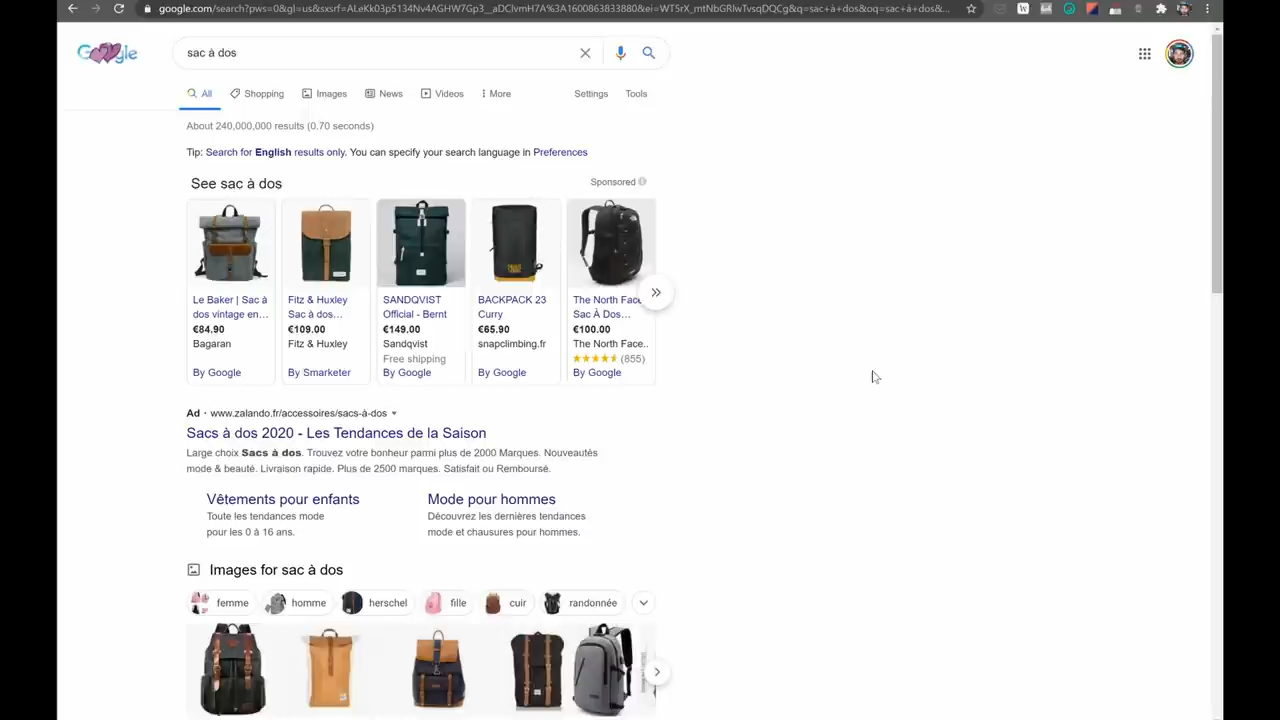 google.com/search?pws=0&gl=us&sxsrf=ALeKk03p5134Nv4AGHW7Gp3__aDClvmH7A%3A1600863833880&ei=WT5rX_mtNbGRlwTvsqDQCg&q=sac+à+dos&oq=sac+à+dos&...
Google
sac à dos
All
Shopping
Images
News
Videos
More
Settings
Tools
About 240,000,000 results (0.70 seconds)
Tip: Search for English results only. You can specify your search language in Preferences
See sac à dos
Sponsored
Le Baker | Sac à
dos vintage en...
€84.90
Bagaran
By Google
Fitz & Huxley
Sac à dos...
€109.00
Fitz & Huxley
By Smarketer
SANDQVIST
Official - Bernt
€149.00
Sandqvist
Free shipping
By Google
BACKPACK 23
Curry
€65.90
snapclimbing.fr
By Google
The North Face
Sac À Dos...
€100.00
The North Face..
(855)
By Google
Ad · www.zalando.fr/accessoires/sacs-à-dos
Sacs à dos 2020 - Les Tendances de la Saison
Large choix Sacs à dos. Trouvez votre bonheur parmi plus de 2000 Marques. Nouveautés
mode & beauté. Livraison rapide. Plus de 2500 marques. Satisfait ou Remboursé.
Vêtements pour enfants
Toute les tendances mode
pour les 0 à 16 ans.
Mode pour hommes
Découvrez les dernières tendances
mode et chaussures pour hommes.
Images for sac à dos
femme
homme
herschel
fille
cuir
randonnée